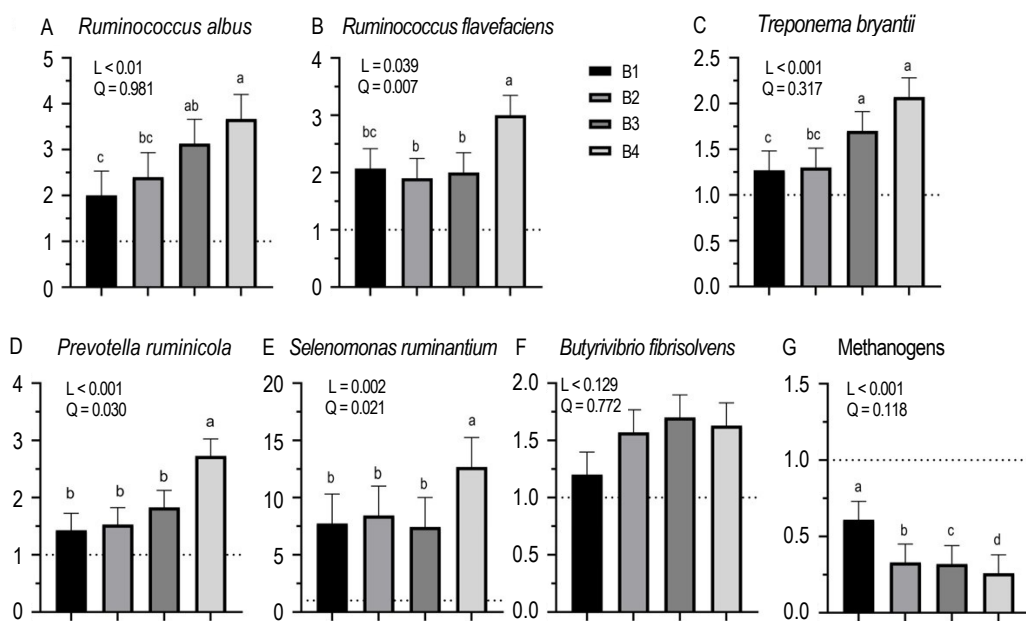 A Ruminococcus albus
L < 0.01
Q = 0.981
5
4
3
2
1
0
c
bc
ab
a
B Ruminococcus flavefaciens
L = 0.039
Q = 0.007
4
3
2
1
0
bc
b
b
a
B1
B2
B3
B4
C Treponema bryantii
L < 0.001
Q = 0.317
2.5
2.0
1.5
1.0
0.5
0.0
c
bc
a
a
D Prevotella ruminicola
L < 0.001
Q = 0.030
4
3
2
1
0
b
b
b
a
E Selenomonas ruminantium
L = 0.002
Q = 0.021
20
15
10
5
0
b
b
b
a
F Butyrivibrio fibrisolvens
L < 0.129
Q = 0.772
2.0
1.5
1.0
0.5
0.0
G Methanogens
L < 0.001
Q = 0.118
1.5
1.0
0.5
0.0
a
b
c
d